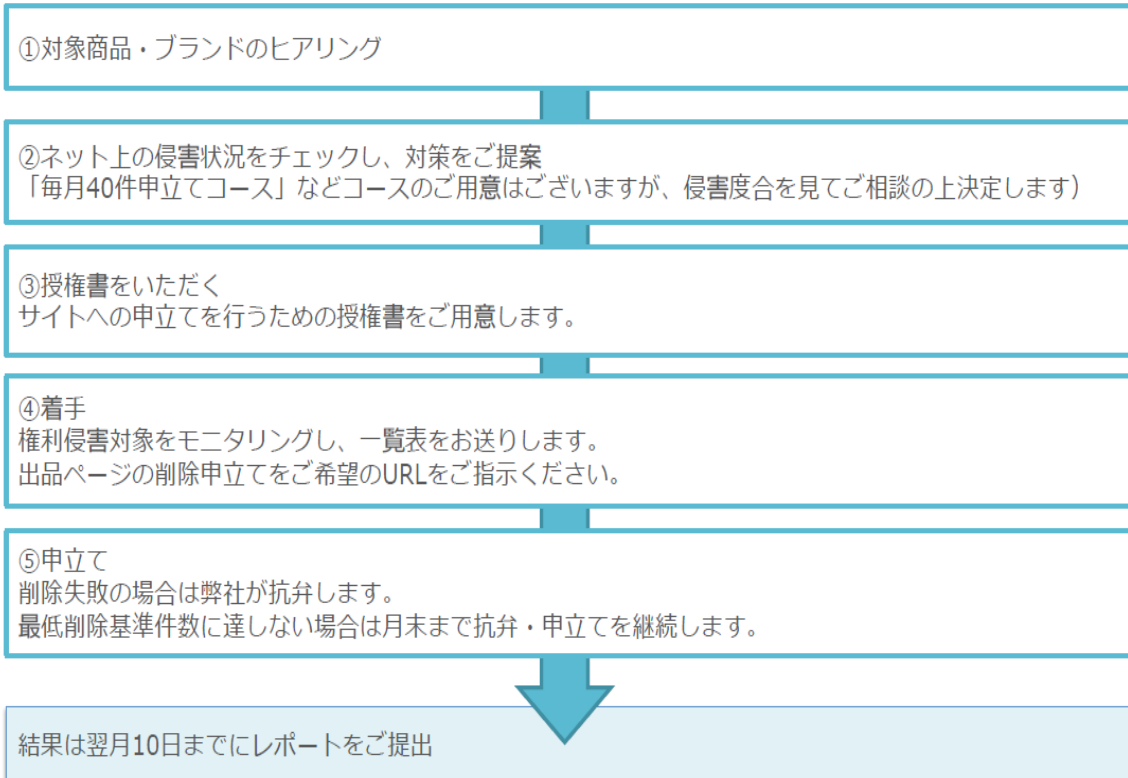 ①対象商品・ブランドのヒアリング
②ネット上の侵害状況をチェックし、対策をご提案
「毎月40件申立てコース」などコースのご用意はございますが、侵害度合を見てご相談の上決定します）
③授権書をいただく
サイトへの申立てを行うための授権書をご用意します。
④着手
権利侵害対象をモニタリングし、一覧表をお送りします。
出品ページの削除申立てをご希望のURLをご指示ください。
⑤申立て
削除失敗の場合は弊社が抗弁します。
最低削除基準件数に達しない場合は月末まで抗弁・申立てを継続します。
結果は翌月10日までにレポートをご提出